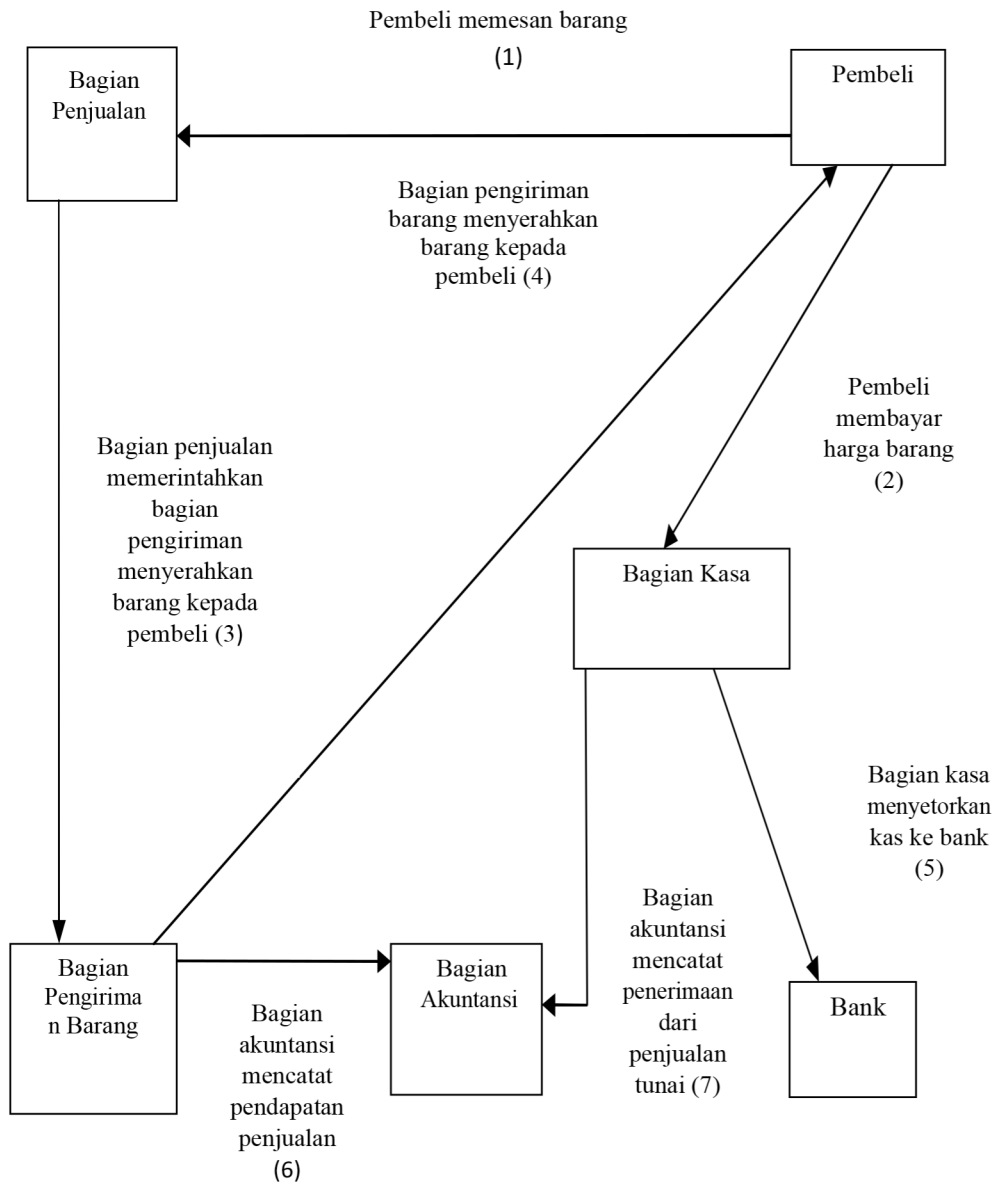 Pembeli memesan barang
(1)
Bagian
Penjualan
Pembeli
Bagian pengiriman
barang menyerahkan
barang kepada
pembeli (4)
Pembeli
membayar
harga barang
(2)
Bagian penjualan
memerintahkan
bagian
pengiriman
menyerahkan
barang kepada
pembeli (3)
Bagian Kasa
Bagian kasa
menyetorkan
kas ke bank
(5)
Bagian
akuntansi
mencatat
penerimaan
dari
penjualan
tunai (7)
Bagian
Pengirima
n Barang
Bagian
Akuntansi
Bank
Bagian
akuntansi
mencatat
pendapatan
penjualan
(6)